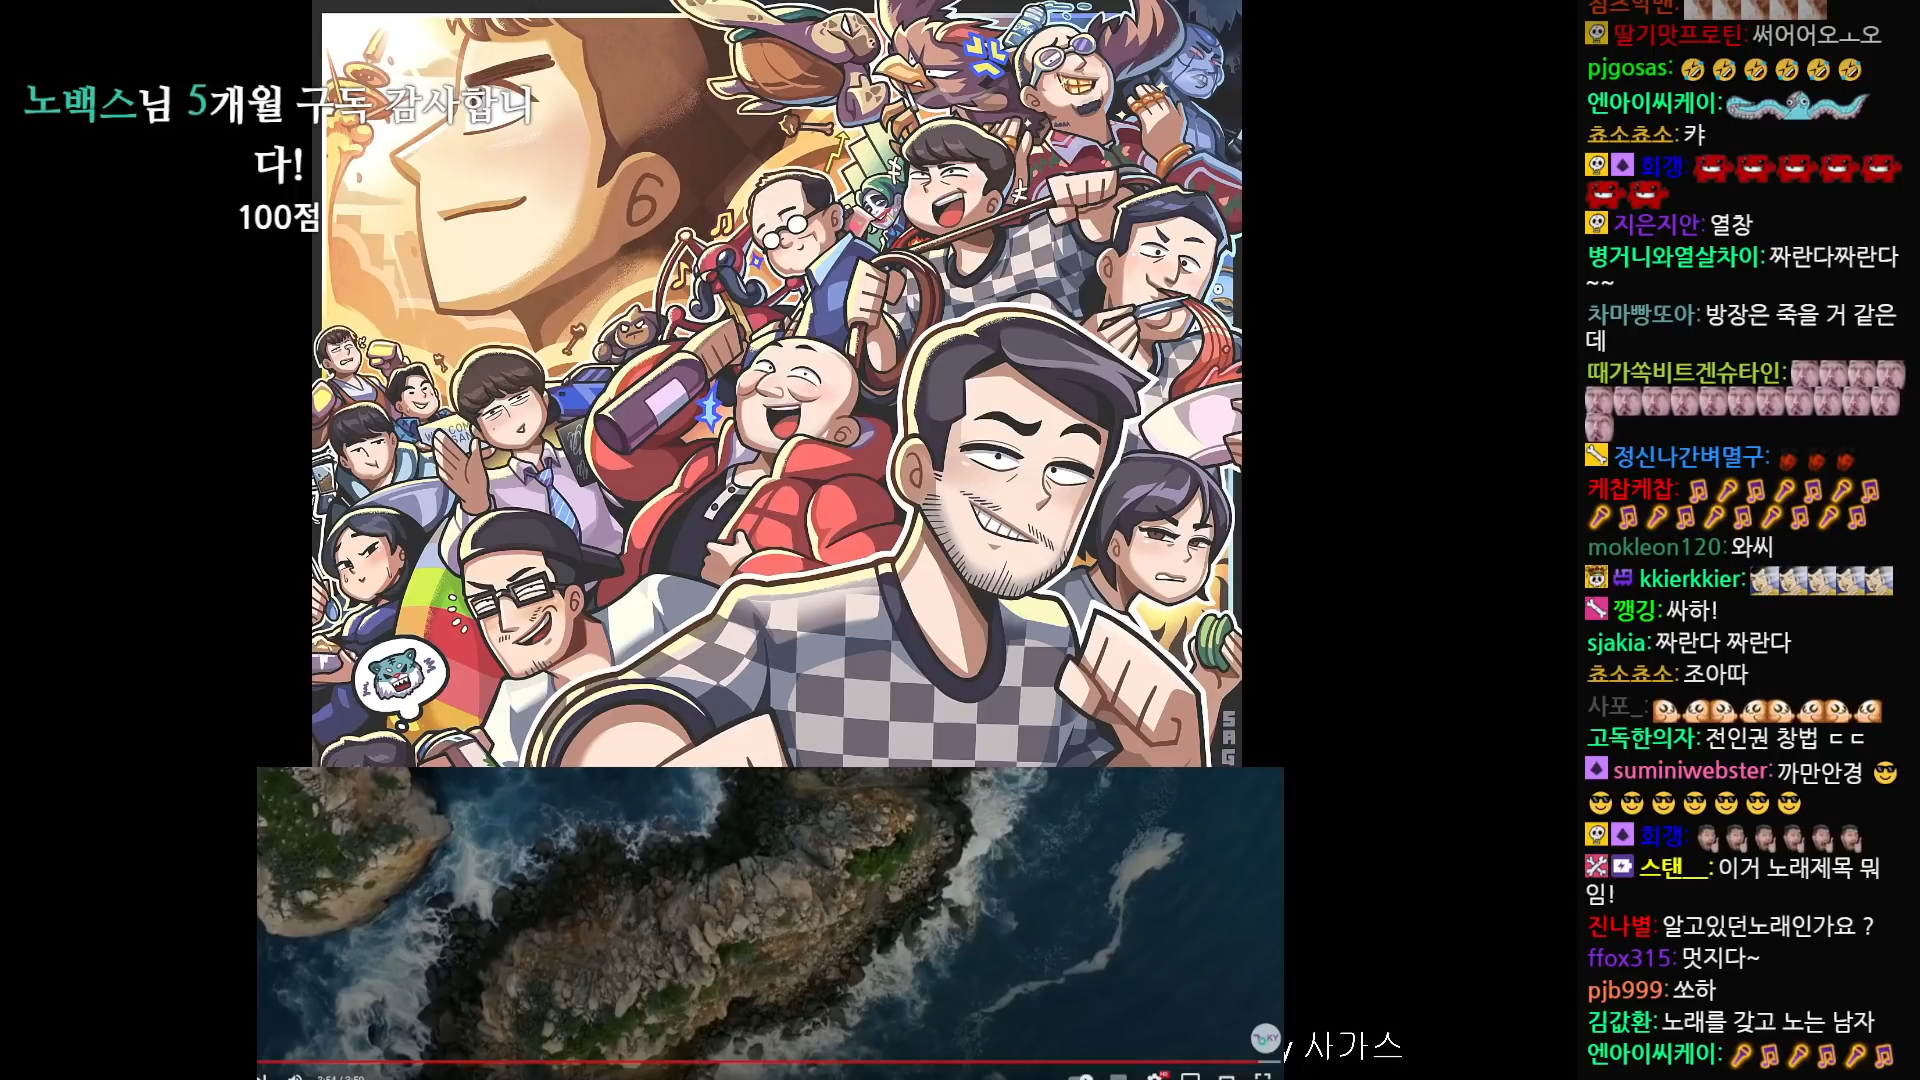 노백스님 5개월 구독 감사합니
다!
100점
6
SAG
사가스
딸기맛프로틴: 써어어오ㅗ오
pjgosas:
엔아이씨케이:
쵸소쵸소: 캬
회갱:
지은지안: 열창
병거니와열살차이: 짜란다짜란다
~~
차마빵또아: 방장은 죽을 거 같은
데
때가쏙비트겐슈타인:
정신나간벼멸구:
케찹케찹:
mokleon120: 와씨
kkierkkier:
깽깅: 싸하!
sjakia: 짜란다 짜란다
쵸소쵸소: 조아따
사포_:
고독한의자: 전인권 창법 ㄷㄷ
suminiwebster: 까만안경
회갱:
스탠__: 이거 노래제목 뭐
임!
진나별: 알고있던노래인가요 ?
ffox315: 멋지다~
pjb999: 쏘하
김값환: 노래를 갖고 노는 남자
엔아이씨케이: